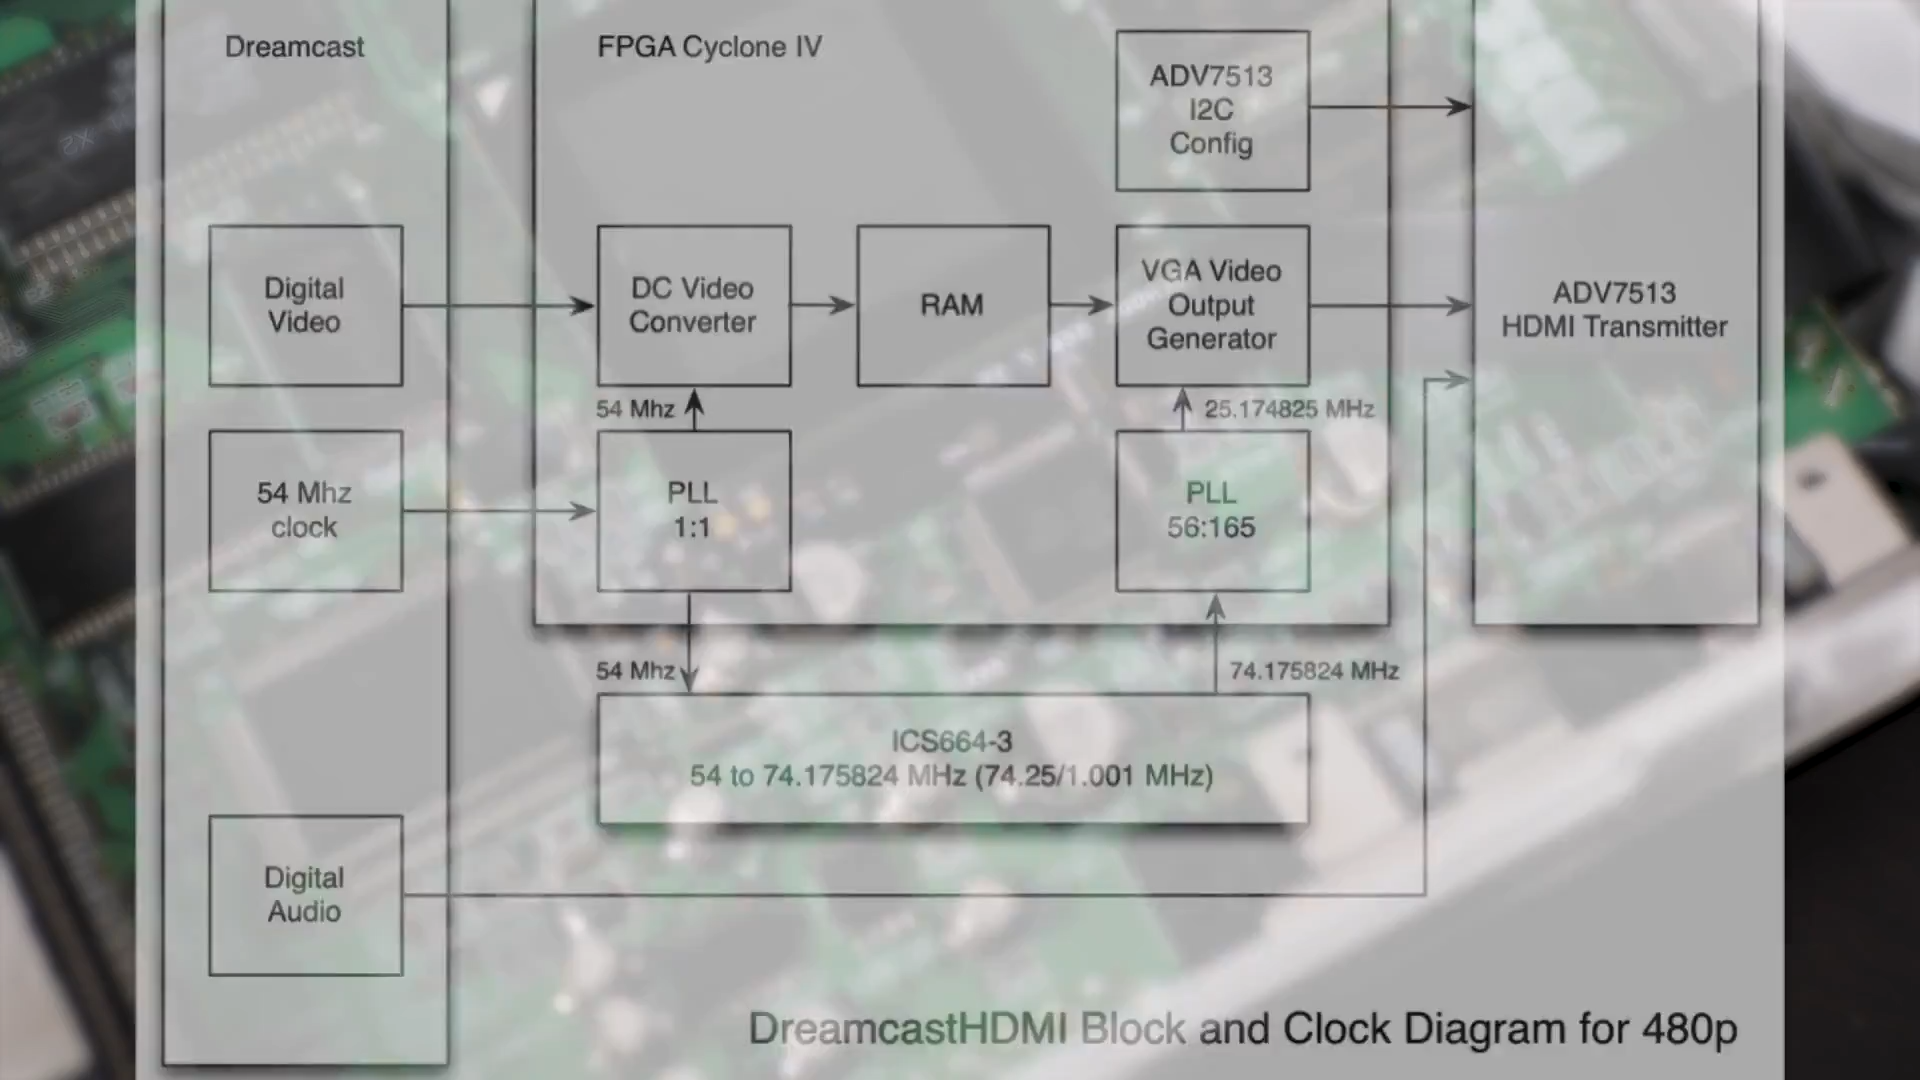 Dreamcast
FPGA Cyclone IV
ADV7513
I2C
Config
Digital
Video
DC Video
Converter
RAM
VGA Video
Output
Generator
ADV7513
HDMI Transmitter
54 Mhz
25.174825 MHz
54 Mhz
clock
PLL
1:1
PLL
56:165
54 Mhz
74.175824 MHz
ICS664-3
54 to 74.175824 MHz (74.25/1.001 MHz)
Digital
Audio
DreamcastHDMI Block and Clock Diagram for 480p